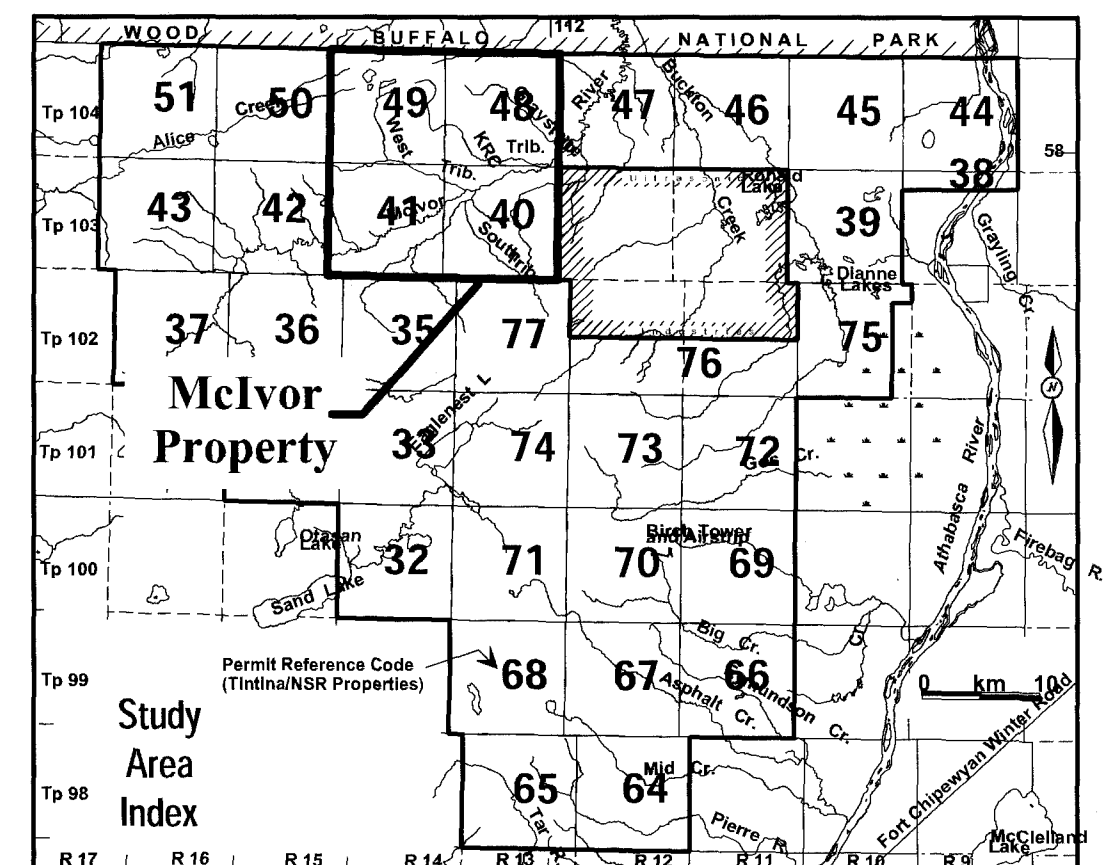 WOOD BUFFALO NATIONAL PARK
112
Tp 104
51
50
49
48
47
46
45
44
58
Alice
Creek
West
KRC
Trib.
Trib.
River
Buckton
38
Tp 103
43
42
41
McIvor
40
South
Ronald
Lake
Creek
39
Dianne
Lakes
Grayling
Cr.
Tp 102
37
36
35
77
76
75
McIvor
Property
N
Tp 101
33
Eaglenest L
74
73
72
Cr.
Athabasca River
Tp 100
Otasan
Lake
32
71
70
69
Birch Tower
and Airstrip
Firebag R.
Sand Lake
Big Cr.
Permit Reference Code
(Tintina/NSR Properties)
Tp 99
68
67
66
Asphalt Cr.
Cr.
0 km 10
Fort Chipewyan Winter Road
Study
Area
Index
Tp 98
65
64
Mid Cr.
Tar
Pierre R.
McClelland
Lake
R 17 R 16 R 15 R 14 R 13 R 12 R 11 R 10 R 9